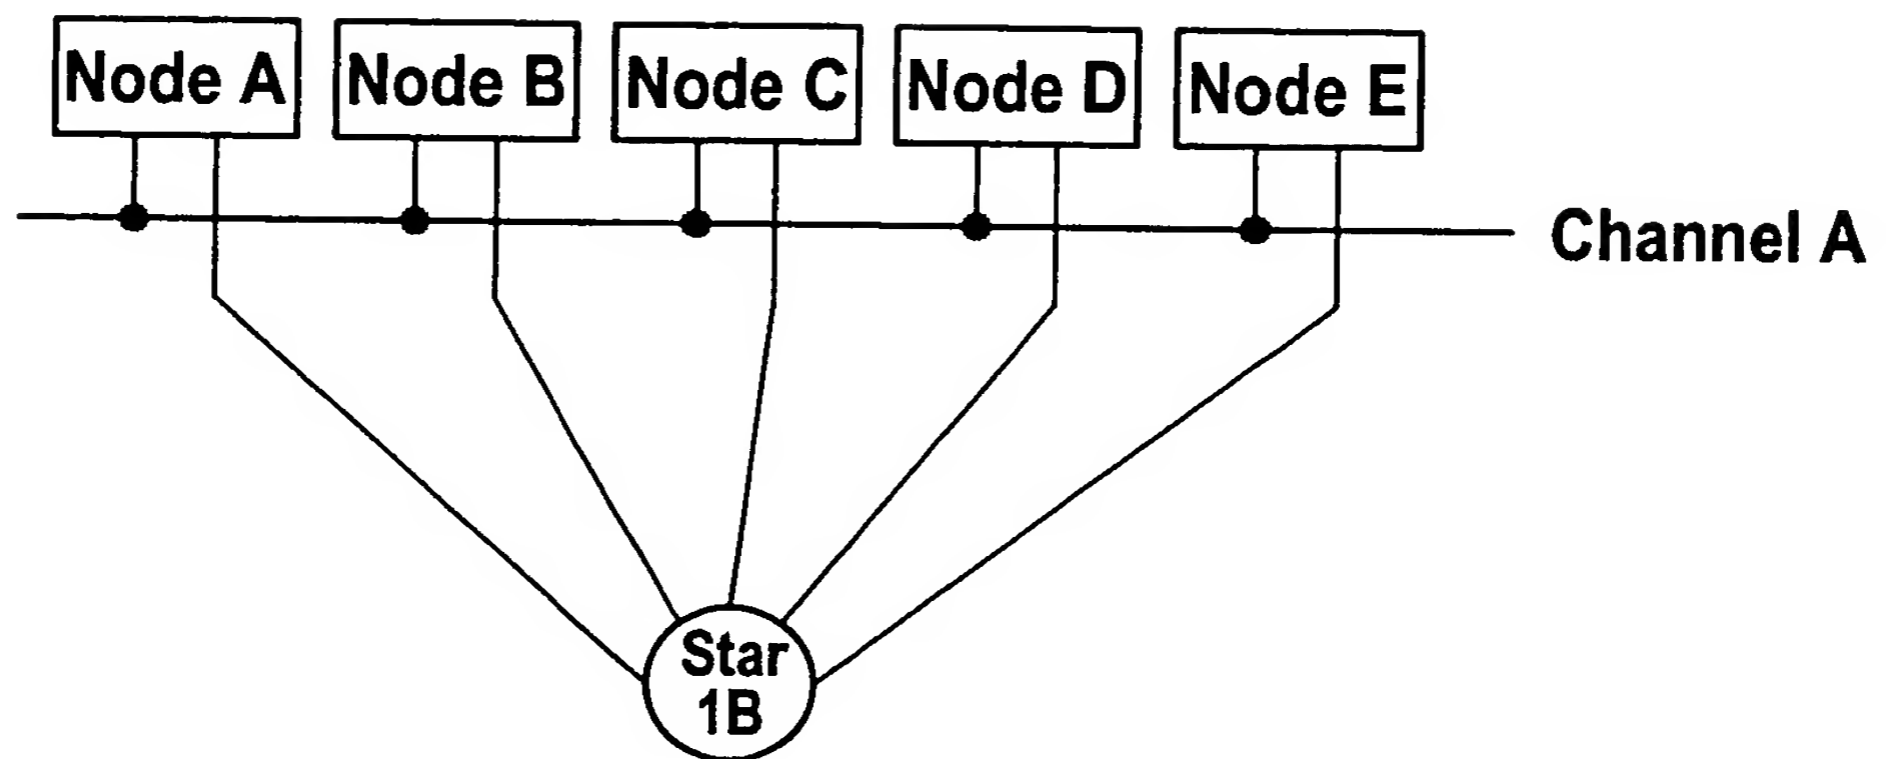 Node A
Node B
Node C
Node D
Node E
Channel A
Star
1B